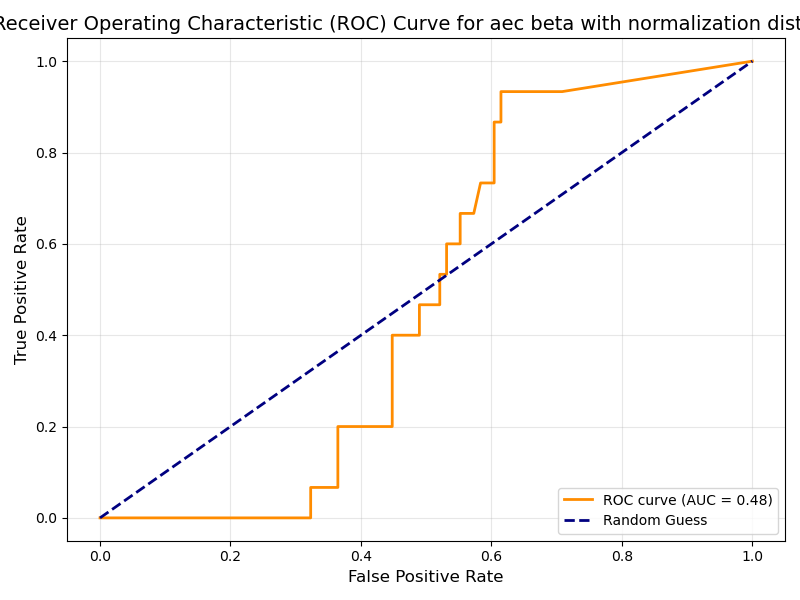 Receiver Operating Characteristic (ROC) Curve for aec beta with normalization dist
1.0
0.8
0.6
0.4
0.2
0.0
True Positive Rate
ROC curve (AUC = 0.48)
Random Guess
0.0 0.2 0.4 0.6 0.8 1.0
False Positive Rate